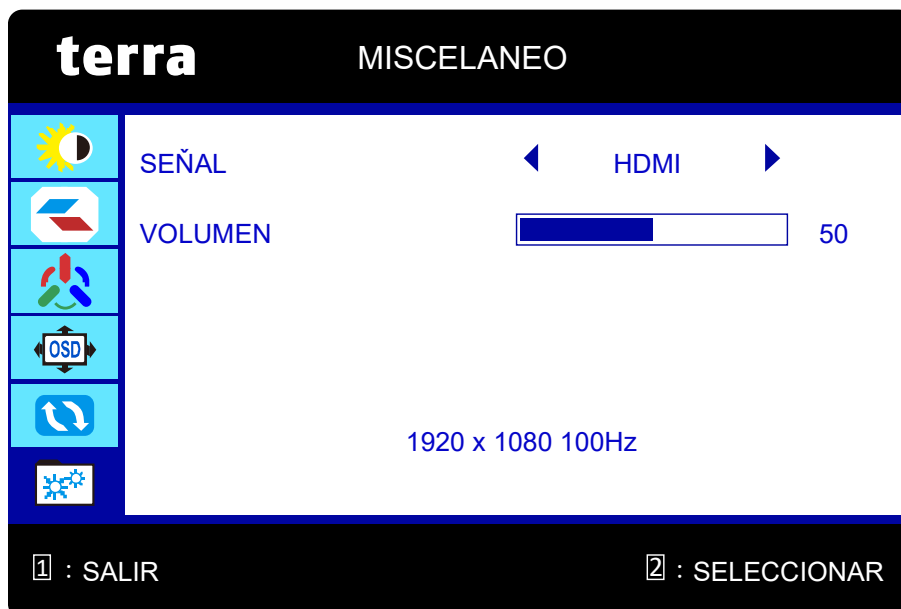 terra MISCELANEO
SEŇAL HDMI
VOLUMEN 50
OSD
1920 x 1080 100Hz
1 : SALIR 2 : SELECCIONAR